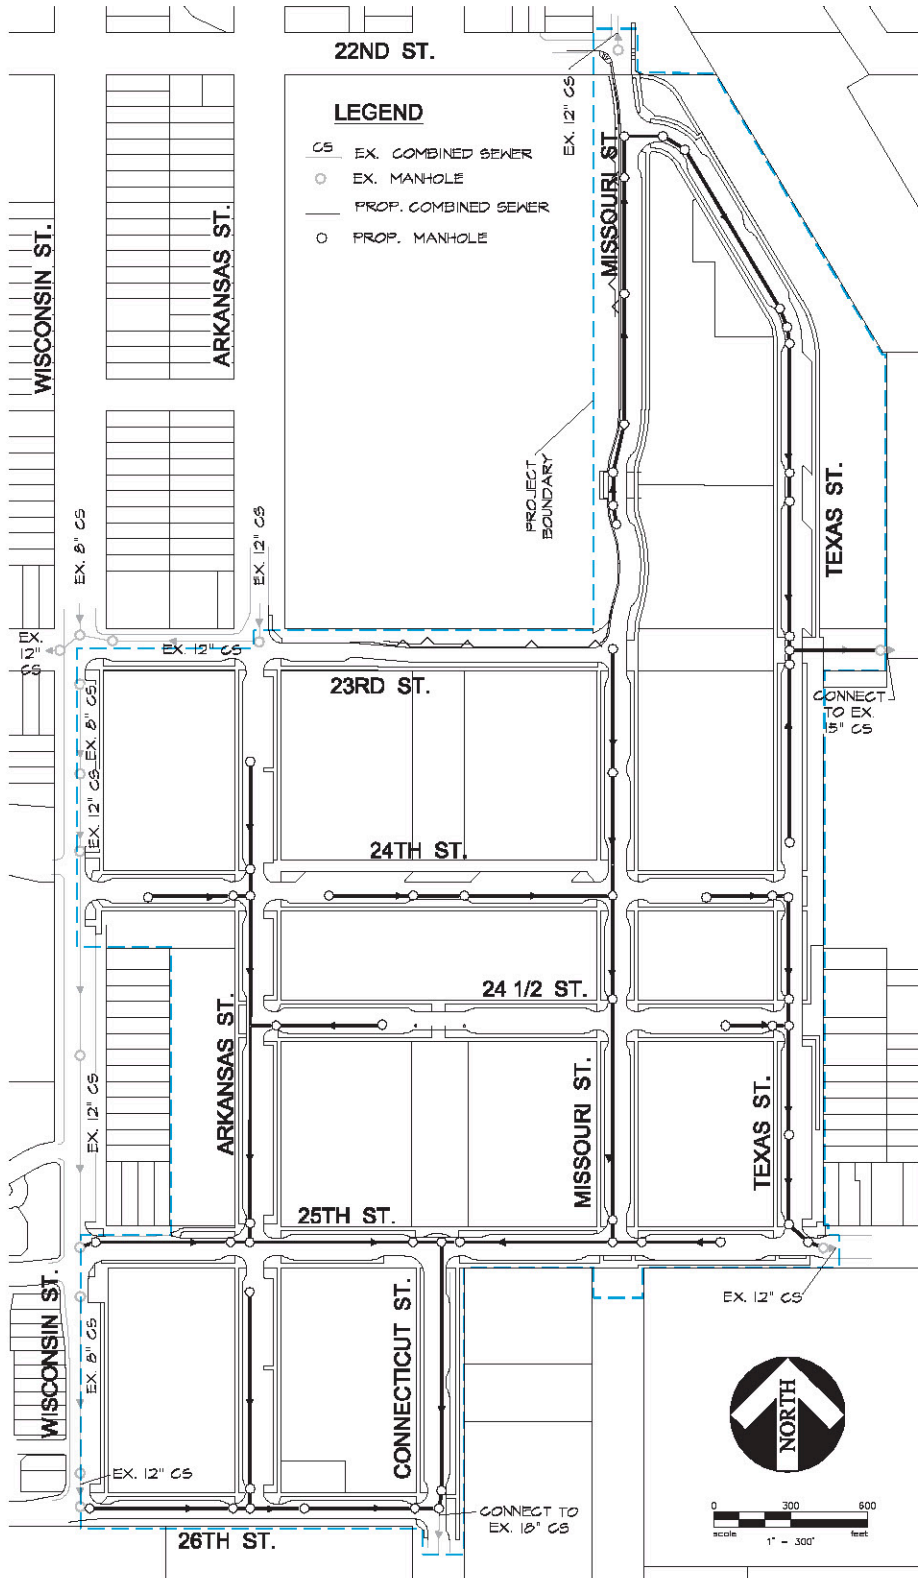 22ND ST.
LEGEND
CS EX. COMBINED SEWER
EX. MANHOLE
PROP. COMBINED SEWER
PROP. MANHOLE
EX. 12" CS
MISSOURI ST.
WISCONSIN ST.
ARKANSAS ST.
PROJECT
BOUNDARY
TEXAS ST.
EX. 8" CS
EX. 12" CS
EX.
12"
CS
EX. 12" CS
23RD ST.
EX. 8" CS
EX. 12" CS
CONNECT
TO EX.
15" CS
24TH ST.
24 1/2 ST.
ARKANSAS ST.
MISSOURI ST.
TEXAS ST.
EX. 12" CS
25TH ST.
WISCONSIN ST.
EX. 8" CS
CONNECTICUT ST.
EX. 12" CS
NORTH
EX. 12" CS
CONNECT TO
EX. 18" CS
26TH ST.
0 300 600
scale feet
1" = 300'